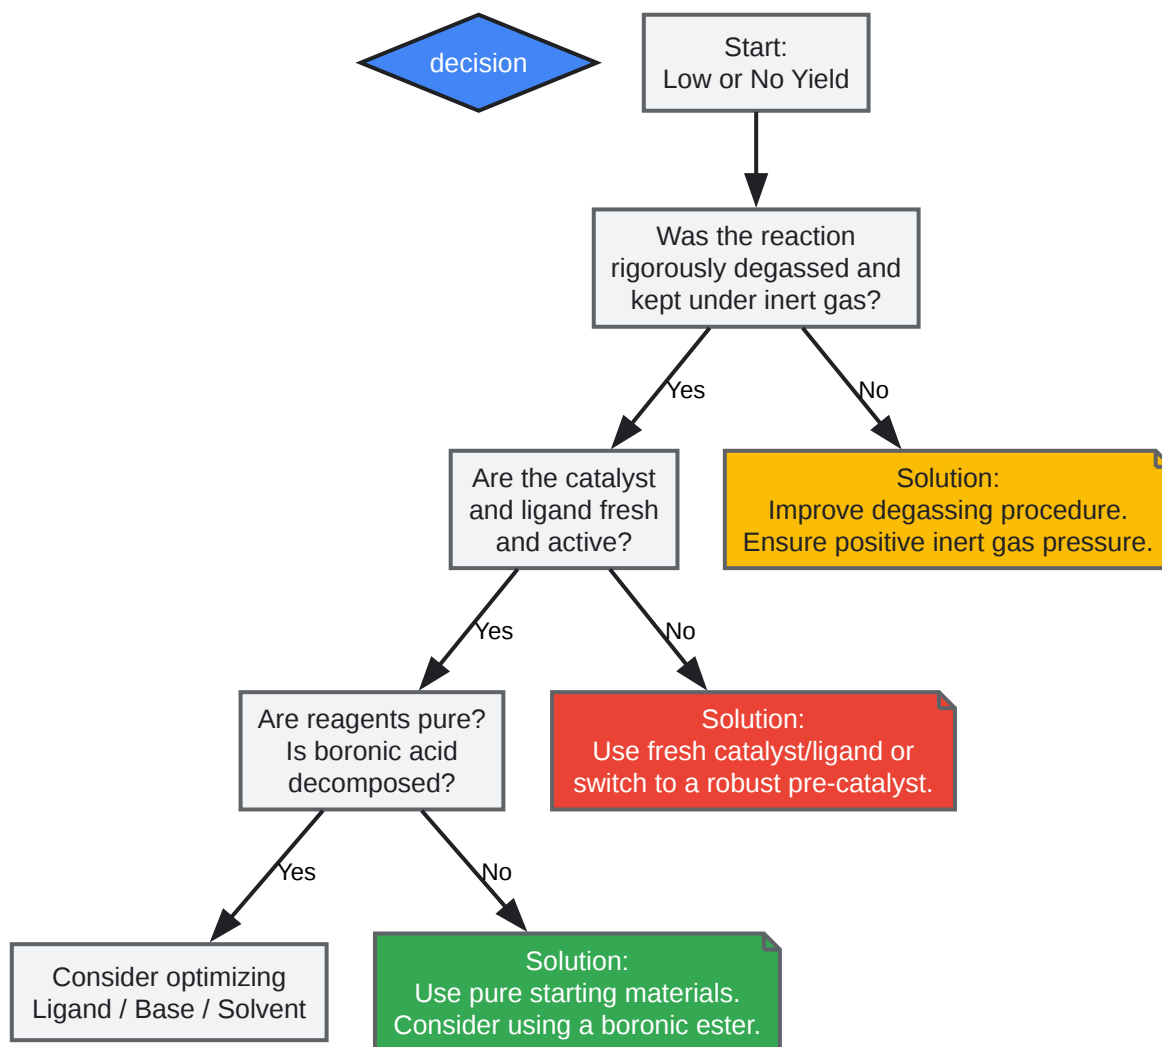 decision
Start:
Low or No Yield
Was the reaction
rigorously degassed and
kept under inert gas?
Yes
No
Are the catalyst
and ligand fresh
and active?
Solution:
Improve degassing procedure.
Ensure positive inert gas pressure.
Yes
No
Are reagents pure?
Is boronic acid
decomposed?
Solution:
Use fresh catalyst/ligand or
switch to a robust pre-catalyst.
Yes
No
Consider optimizing
Ligand / Base / Solvent
Solution:
Use pure starting materials.
Consider using a boronic ester.